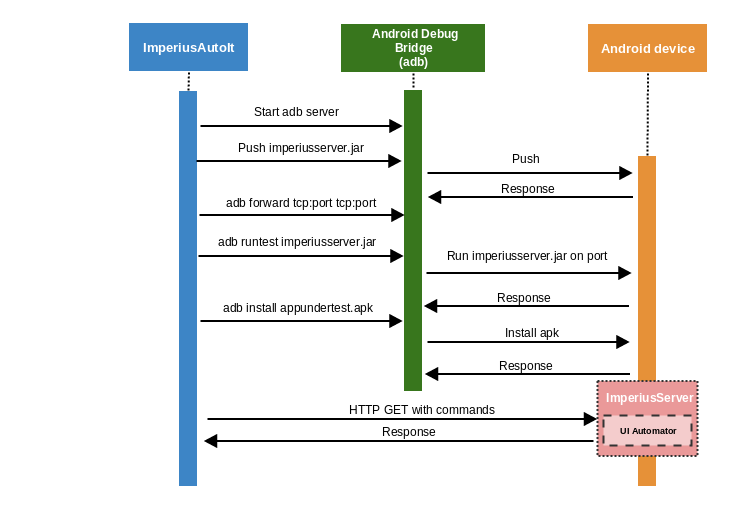 ImperiusAutoIt
Android Debug
Bridge
(adb)
Android device
Start adb server
Push imperiusserver.jar
Push
Response
adb forward tcp:port tcp:port
adb runtest imperiusserver.jar
Run imperiusserver.jar on port
Response
adb install appundertest.apk
Install apk
Response
ImperiusServer
HTTP GET with commands
UI Automator
Response